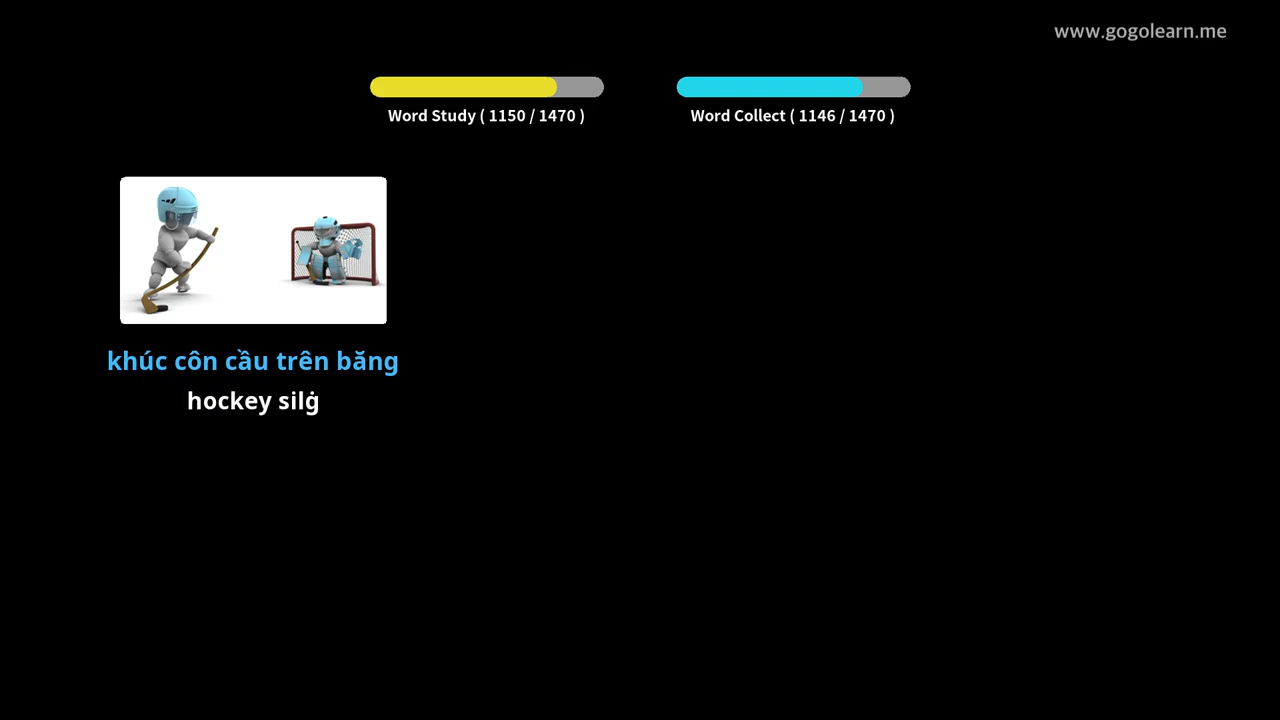 www.gogolearn.me
Word Study ( 1150 / 1470 )
Word Collect ( 1146 / 1470 )
khúc côn cầu trên băng
hockey silġ